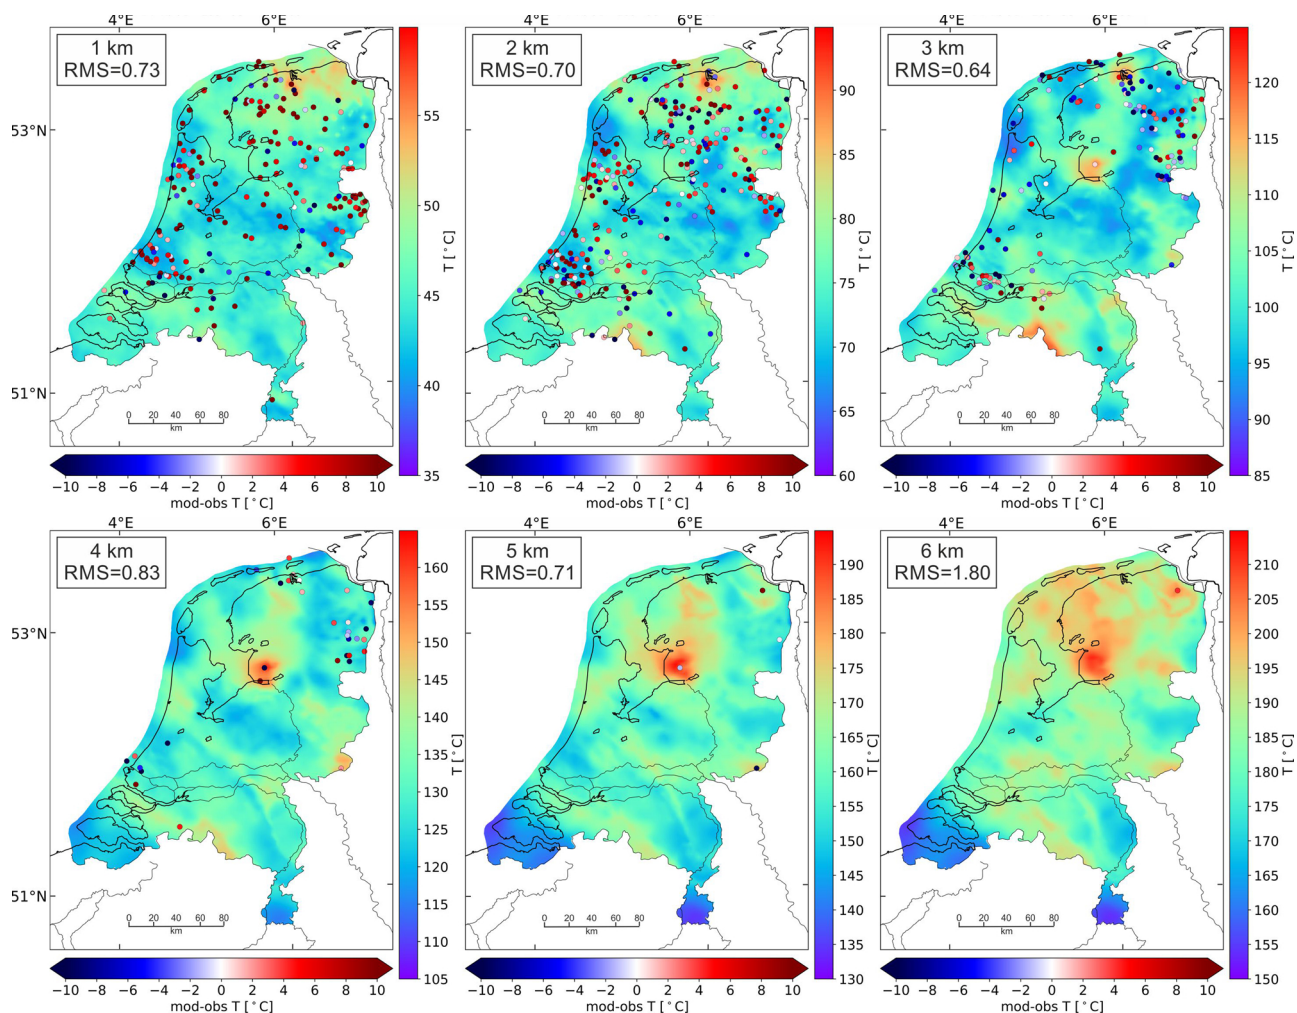 4°E 6°E
1 km
RMS=0.73
53°N
51°N
0 20 40 60 80
km
55
50
45
40
35
T [°C]
−10 −8 −6 −4 −2 0 2 4 6 8 10
mod-obs T [°C]
4°E 6°E
2 km
RMS=0.70
0 20 40 60 80
km
90
85
80
75
70
65
60
T [°C]
−10 −8 −6 −4 −2 0 2 4 6 8 10
mod-obs T [°C]
4°E 6°E
3 km
RMS=0.64
0 20 40 60 80
km
120
115
110
105
100
95
90
85
−10 −8 −6 −4 −2 0 2 4 6 8 10
mod-obs T [°C]
4°E 6°E
4 km
RMS=0.83
53°N
51°N
0 20 40 60 80
km
160
155
150
145
140
135
130
125
120
115
110
105
T [°C]
−10 −8 −6 −4 −2 0 2 4 6 8 10
mod-obs T [°C]
6°E
5 km
RMS=0.71
0 20 40 60 80
km
190
185
180
175
170
165
160
155
150
145
140
135
130
T [°C]
−10 −8 −6 −4 −2 0 2 4 6 8 10
mod-obs T [°C]
6°E
6 km
RMS=1.80
0 20 40 60 80
km
210
205
200
195
190
185
180
175
170
165
160
155
150
−10 −8 −6 −4 −2 0 2 4 6 8 10
mod-obs T [°C]